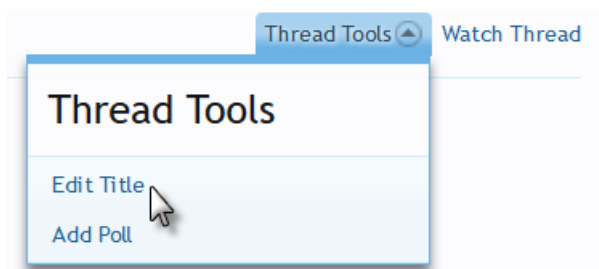 Thread Tools Watch Thread
Thread Tools
Edit Title
Add Poll